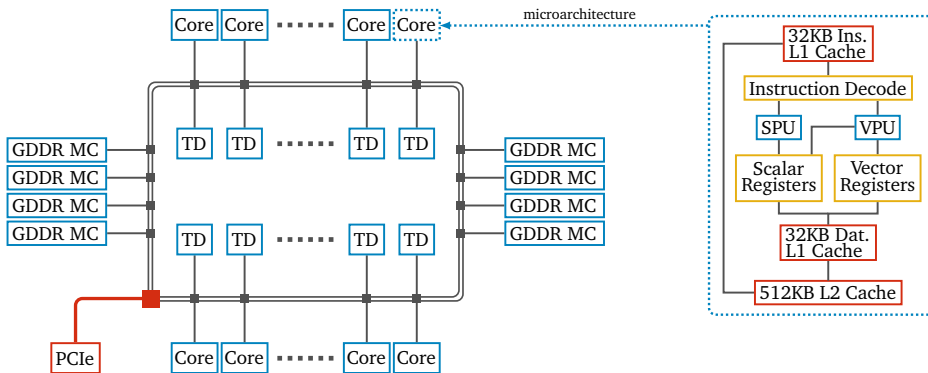 Core Core Core Core
microarchitecture
32KB Ins.
L1 Cache
Instruction Decode
SPU VPU
Scalar
Registers
Vector
Registers
32KB Dat.
L1 Cache
512KB L2 Cache
TD TD TD TD
GDDR MC
GDDR MC
GDDR MC
GDDR MC
GDDR MC
GDDR MC
GDDR MC
GDDR MC
TD TD TD TD
PCIe
Core Core Core Core